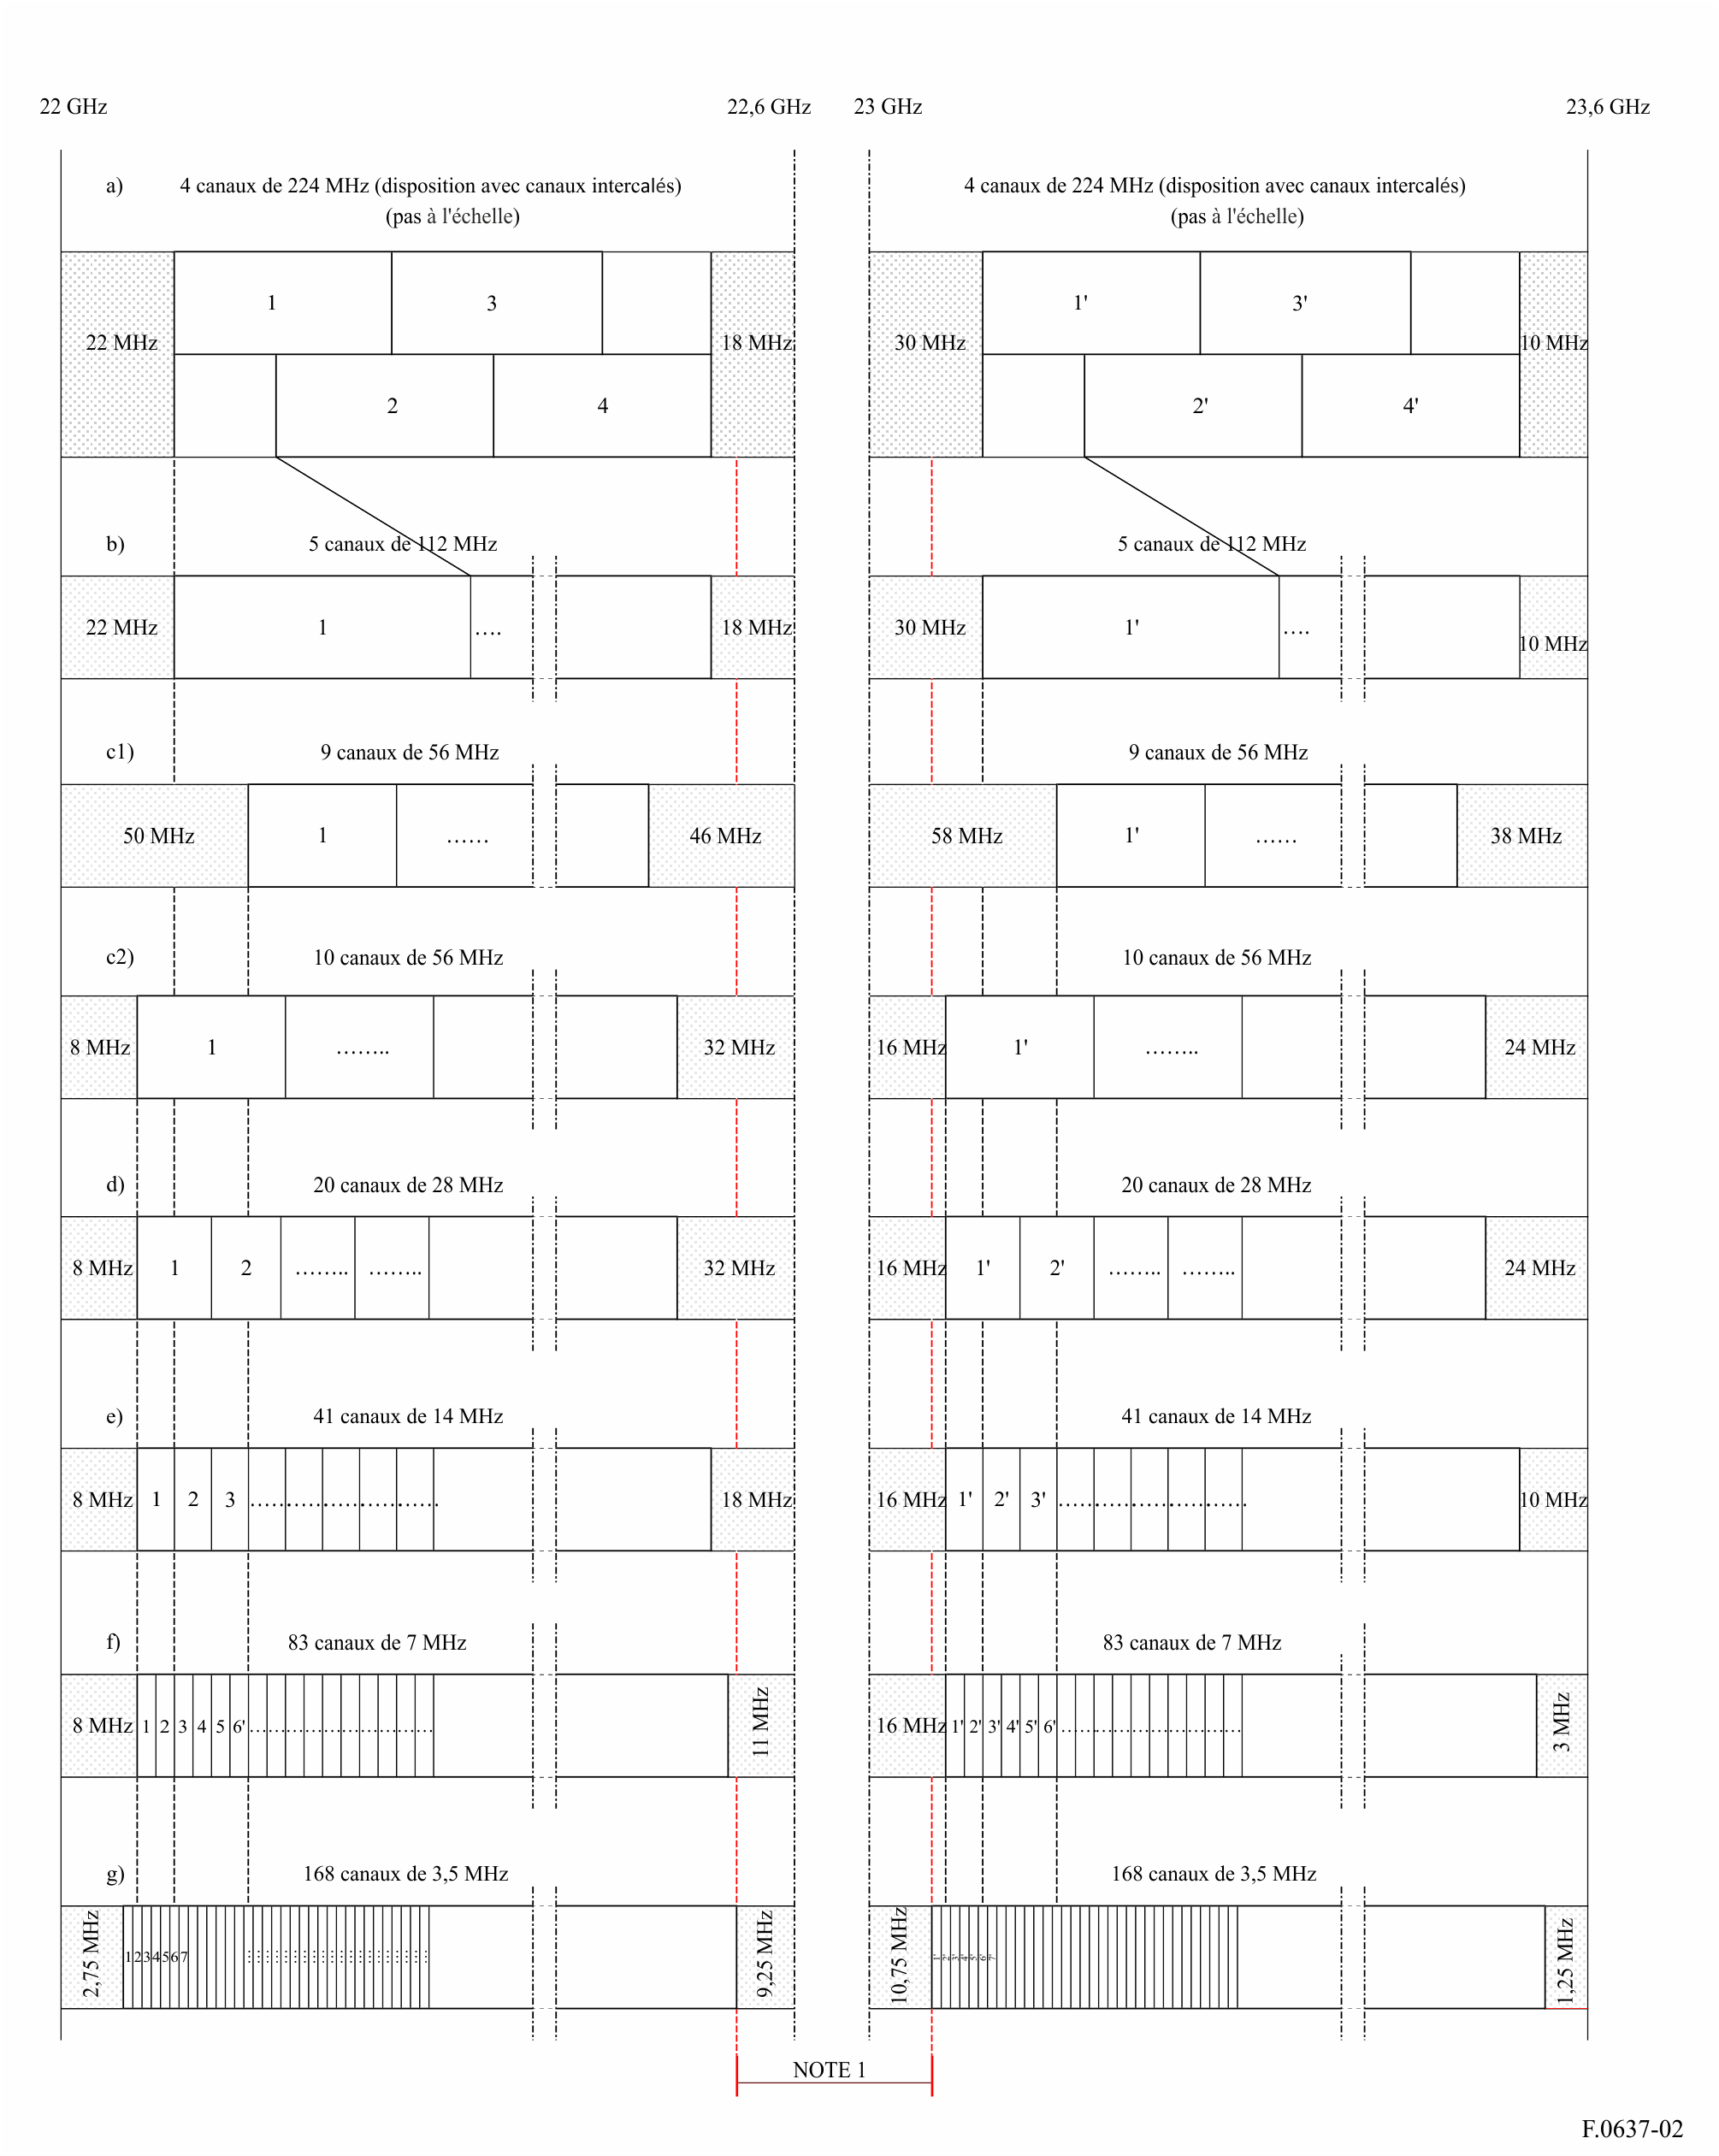 22 GHz 22,6 GHz 23 GHz 23,6 GHz
a) 4 canaux de 224 MHz (disposition avec canaux intercalés) 4 canaux de 224 MHz (disposition avec canaux intercalés)
(pas à l'échelle) (pas à l'échelle)
1 3 1' 3'
22 MHz 18 MHz 30 MHz 10 MHz
2 4 2' 4'
b) 5 canaux de 112 MHz 5 canaux de 112 MHz
22 MHz 1 .... 18 MHz 30 MHz 1' .... 10 MHz
c1) 9 canaux de 56 MHz 9 canaux de 56 MHz
50 MHz 1 ...... 46 MHz 58 MHz 1' ...... 38 MHz
c2) 10 canaux de 56 MHz 10 canaux de 56 MHz
8 MHz 1 ........ 32 MHz 16 MHz 1' ........ 24 MHz
d) 20 canaux de 28 MHz 20 canaux de 28 MHz
8 MHz 1 2 ........ ........ 32 MHz 16 MHz 1' 2' ........ ........ 24 MHz
e) 41 canaux de 14 MHz 41 canaux de 14 MHz
8 MHz 1 2 3 .............................. 18 MHz 16 MHz 1' 2' 3' .............................. 10 MHz
f) 83 canaux de 7 MHz 83 canaux de 7 MHz
8 MHz 1 2 3 4 5 6' .............................. 11 MHz 16 MHz 1' 2' 3' 4' 5' 6' .............................. 3 MHz
g) 168 canaux de 3,5 MHz 168 canaux de 3,5 MHz
2,75 MHz 1 2 3 4 5 6 7 9,25 MHz 10,75 MHz 1' 2' 3' 4' 5' 6' 7' 1,25 MHz
NOTE 1
F.0637-02